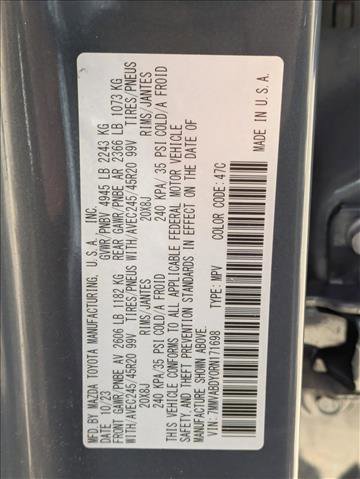 MFD. BY MAZDA TOYOTA MANUFACTURING, U.S.A., INC.
DATE: 10/23 GVWR/PNBV 4945 LB 2243 KG
FRONT GAWR/PNBE AV 2606 LB 1182 KG REAR GAWR/PNBE AR 2366 LB 1073 KG
WITH/AVEC 245/45R20 99V TIRES/PNEUS WITH/AVEC 245/45R20 99V TIRES/PNEUS
20X8J RIMS/JANTES 20X8J RIMS/JANTES
240 KPA/35 PSI COLD/A FROID 240 KPA/35 PSI COLD/A FROID
THIS VEHICLE CONFORMS TO ALL APPLICABLE FEDERAL MOTOR VEHICLE
SAFETY AND THEFT PREVENTION STANDARDS IN EFFECT ON THE DATE OF
MANUFACTURE SHOWN ABOVE.
VIN: 7MMVABDY0RN171698 TYPE: MPV COLOR CODE: 47C
MADE IN U.S.A.